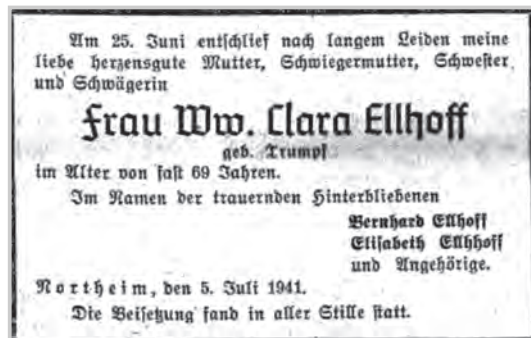 Am 25. Juni entschlief nach langem Leiden meine
liebe herzensgute Mutter, Schwiegermutter, Schwester
und Schwägerin
Frau Ww. Clara Ellhoff
geb. Trumpf
im Alter von fast 69 Jahren.
Im Namen der trauernden Hinterbliebenen
Bernhard Ellhoff
Elisabeth Ellhhoff
und Angehörige.
Northeim, den 5. Juli 1941.
Die Beisetzung fand in aller Stille statt.